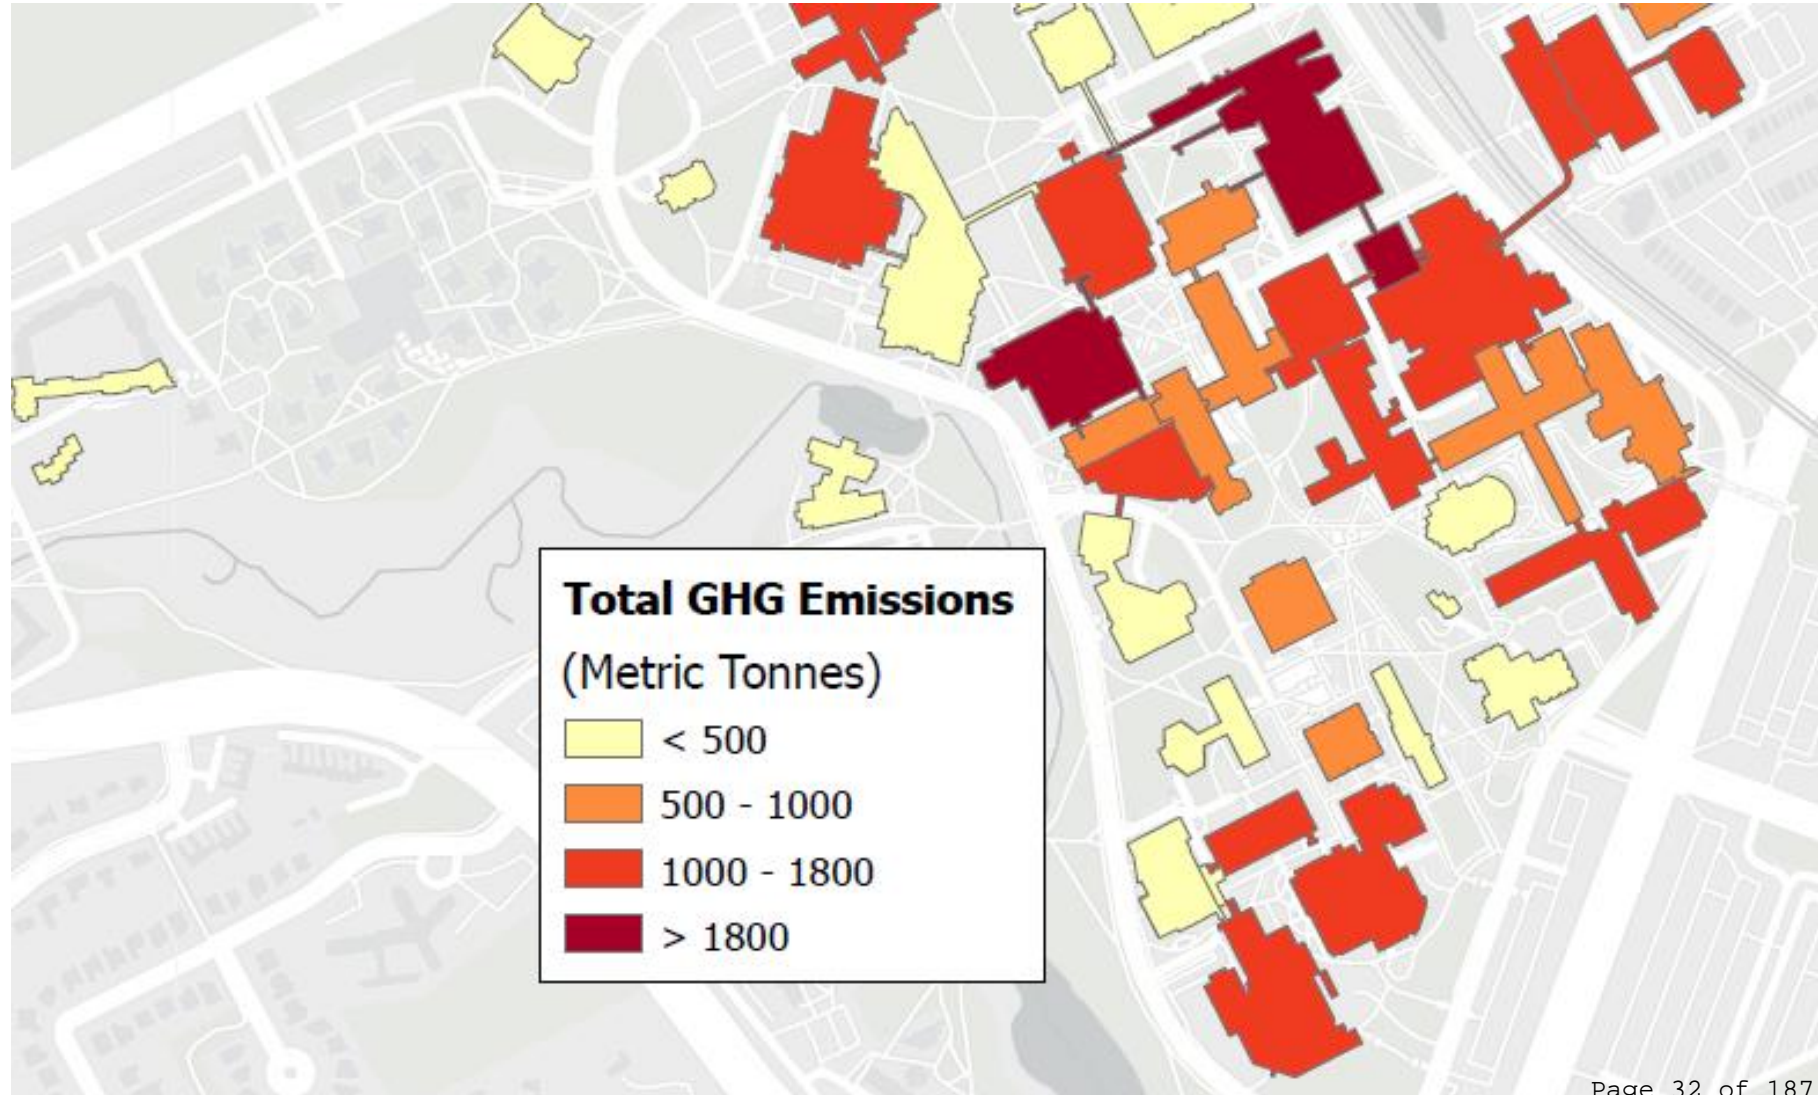 Total GHG Emissions
(Metric Tonnes)
< 500
500 - 1000
1000 - 1800
> 1800
Page 32 of 187